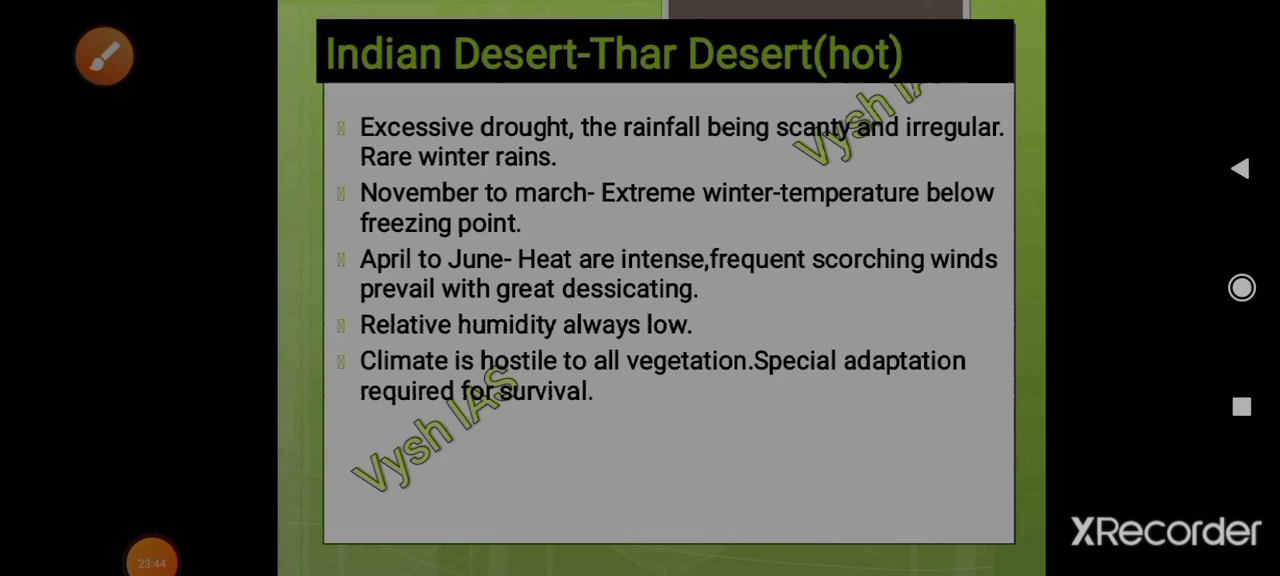 Indian Desert-Thar Desert(hot)
Vysh IA
Excessive drought, the rainfall being scanty and irregular.
Rare winter rains.
November to march- Extreme winter-temperature below
freezing point.
April to June- Heat are intense,frequent scorching winds
prevail with great dessicating.
Relative humidity always low.
Climate is hostile to all vegetation.Special adaptation
required for survival.
Vysh IAS
XRecorder
23:44